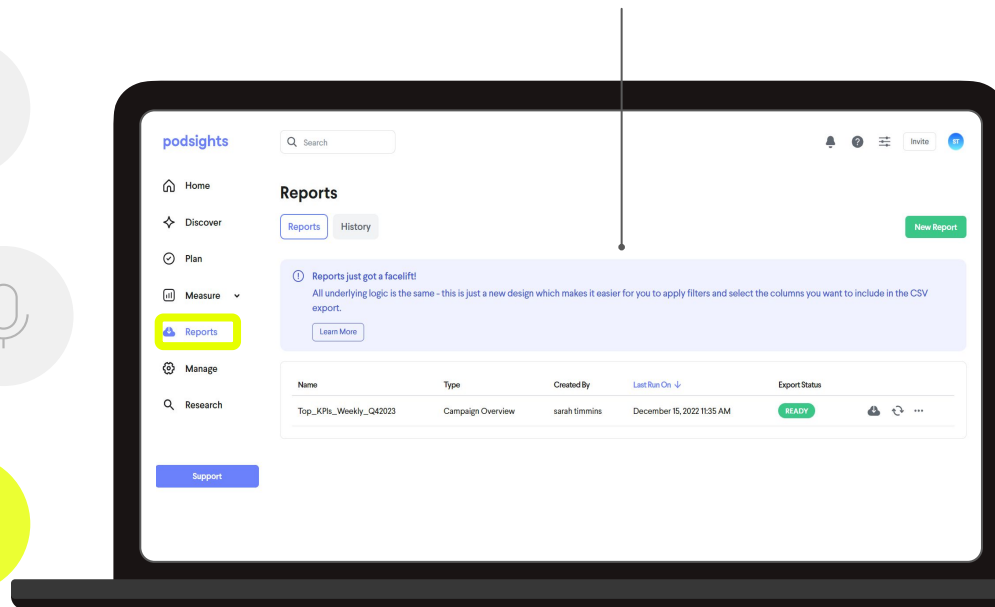 podsights
Search
Invite
ST
Home
Discover
Plan
Measure
Reports
Manage
Research
Support
Reports
Reports
History
New Report
Reports just got a facelift!
All underlying logic is the same - this is just a new design which makes it easier for you to apply filters and select the columns you want to include in the CSV
export.
Learn More
Name Type Created By Last Run On Export Status
Top_KPIs_Weekly_Q42023 Campaign Overview sarah timmins December 15, 2022 11:35 AM READY